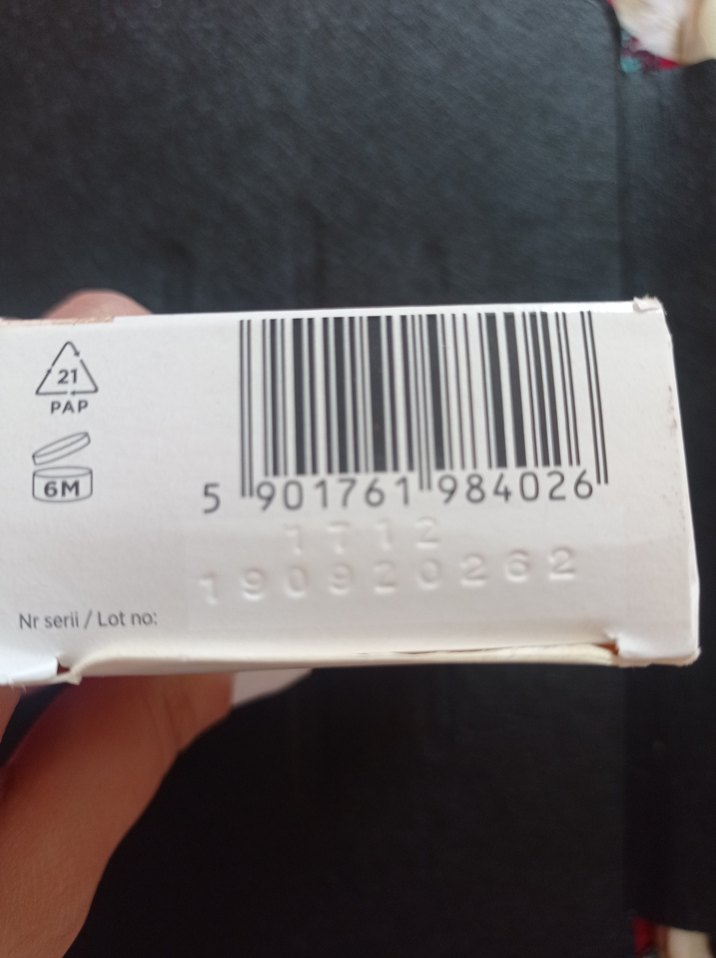 21
PAP
6M
5 901761 984026
1712
190920262
Nr serii / Lot no: